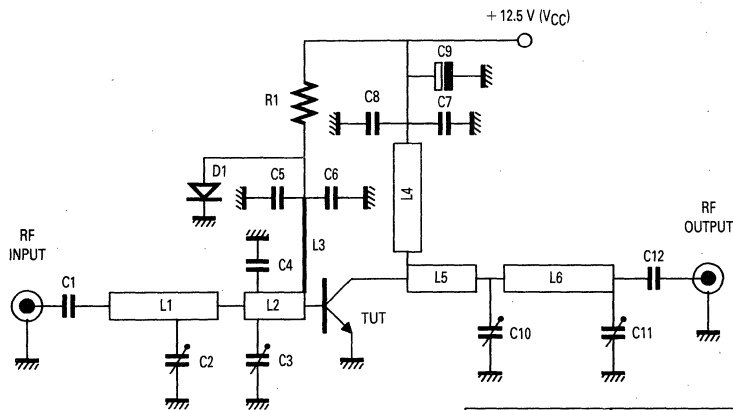 + 12.5 V (VCC)
C9
R1
C8
C7
D1
C5
C6
L4
RF
INPUT
L3
RF
OUTPUT
C4
C1
C12
L1
L2
L5
L6
TUT
C2
C3
C10
C11